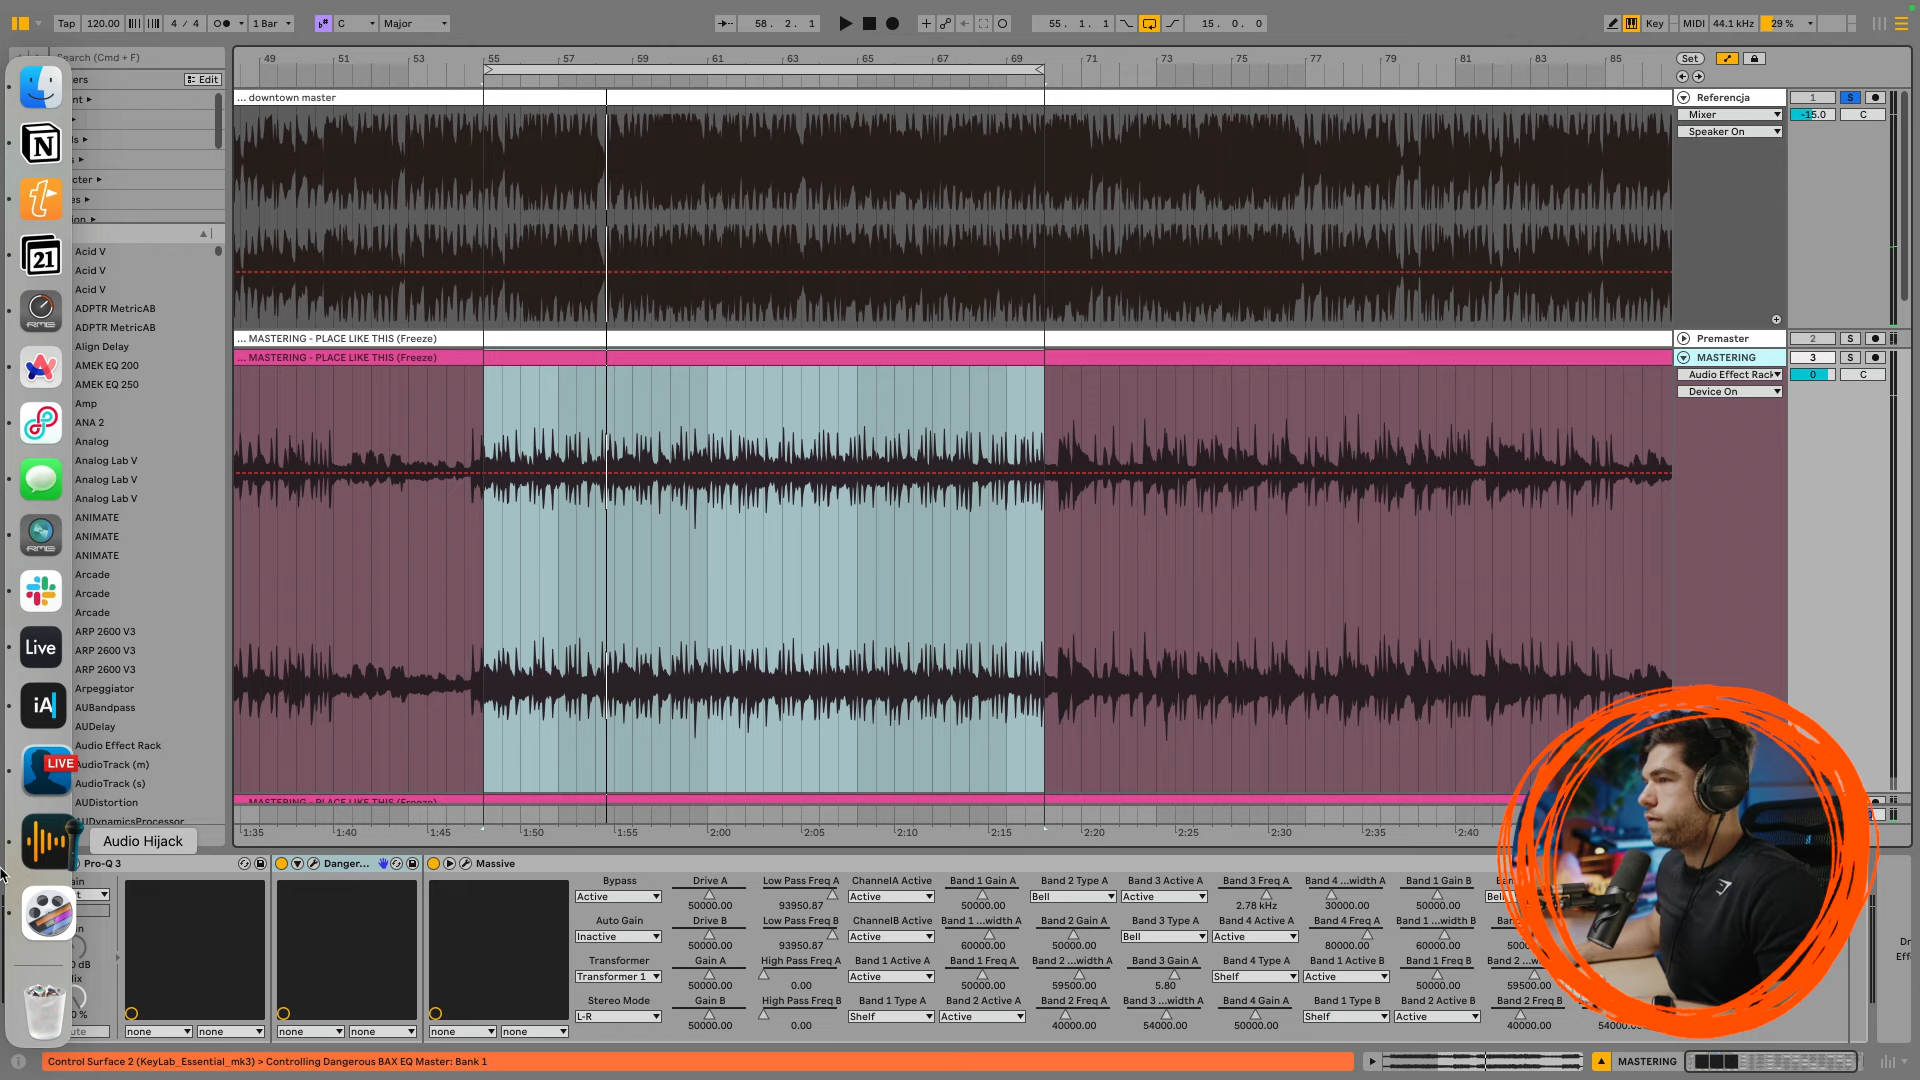 Tap 120.00 4 / 4 1 Bar C Major 58. 2. 1 55. 1. 1 15. 0. 0 Key MIDI 44.1 kHz 29 %
Search (Cmd + F)
Edit
49 51 53 55 57 59 61 63 65 67 69 71 73 75 77 79 81 83 85 Set
... downtown master
Referencja 1 S
Mixer -15.0 C
Speaker On
... MASTERING - PLACE LIKE THIS (Freeze)
Premaster 2 S
... MASTERING - PLACE LIKE THIS (Freeze)
MASTERING 3 S
Audio Effect Rack 0 C
Device On
Acid V
Acid V
Acid V
ADPTR MetricAB
ADPTR MetricAB
Align Delay
AMEK EQ 200
AMEK EQ 250
Amp
ANA 2
Analog
Analog Lab V
Analog Lab V
Analog Lab V
ANIMATE
ANIMATE
ANIMATE
Arcade
Arcade
Arcade
ARP 2600 V3
ARP 2600 V3
ARP 2600 V3
Arpeggiator
AUBandpass
AUDelay
Audio Effect Rack
AudioTrack (m)
AudioTrack (s)
AUDistortion
AUDynamicsProcessor
N
21
RME
RME
Live
iA
LIVE
Audio Hijack
MASTERING - PLACE LIKE THIS (Freeze)
1:35 1:40 1:45 1:50 1:55 2:00 2:05 2:10 2:15 2:20 2:25 2:30 2:35 2:40
Pro-Q 3 Danger... Massive
Bypass Drive A Low Pass Freq A ChannelA Active Band 1 Gain A Band 2 Type A Band 3 Active A Band 3 Freq A Band 4 ...width A Band 1 Gain B
Active 50000.00 93950.87 Active 50000.00 Bell Active 2.78 kHz 30000.00 50000.00
Auto Gain Drive B Low Pass Freq B ChannelB Active Band 1 ...width A Band 2 Gain A Band 3 Type A Band 4 Active A Band 4 Freq A Band 1 ...width B
Inactive 50000.00 93950.87 Active 60000.00 50000.00 Bell Active 80000.00 60000.00
Transformer Gain A High Pass Freq A Band 1 Active A Band 1 Freq A Band 2 ...width A Band 3 Gain A Band 4 Type A Band 1 Active B Band 1 Freq B
Transformer 1 50000.00 0.00 Active 50000.00 59500.00 5.80 Shelf Active 50000.00 59500.00
Stereo Mode Gain B High Pass Freq B Band 1 Type A Band 2 Active A Band 2 Freq A Band 3 ...width A Band 4 Gain A Band 1 Type B Band 2 Active B Band 2 Freq B
L-R 50000.00 0.00 Shelf Active 40000.00 54000.00 50000.00 Shelf Active 40000.00 54000.00
none none none none none none
Control Surface 2 (KeyLab_Essential_mk3) > Controlling Dangerous BAX EQ Master: Bank 1
MASTERING